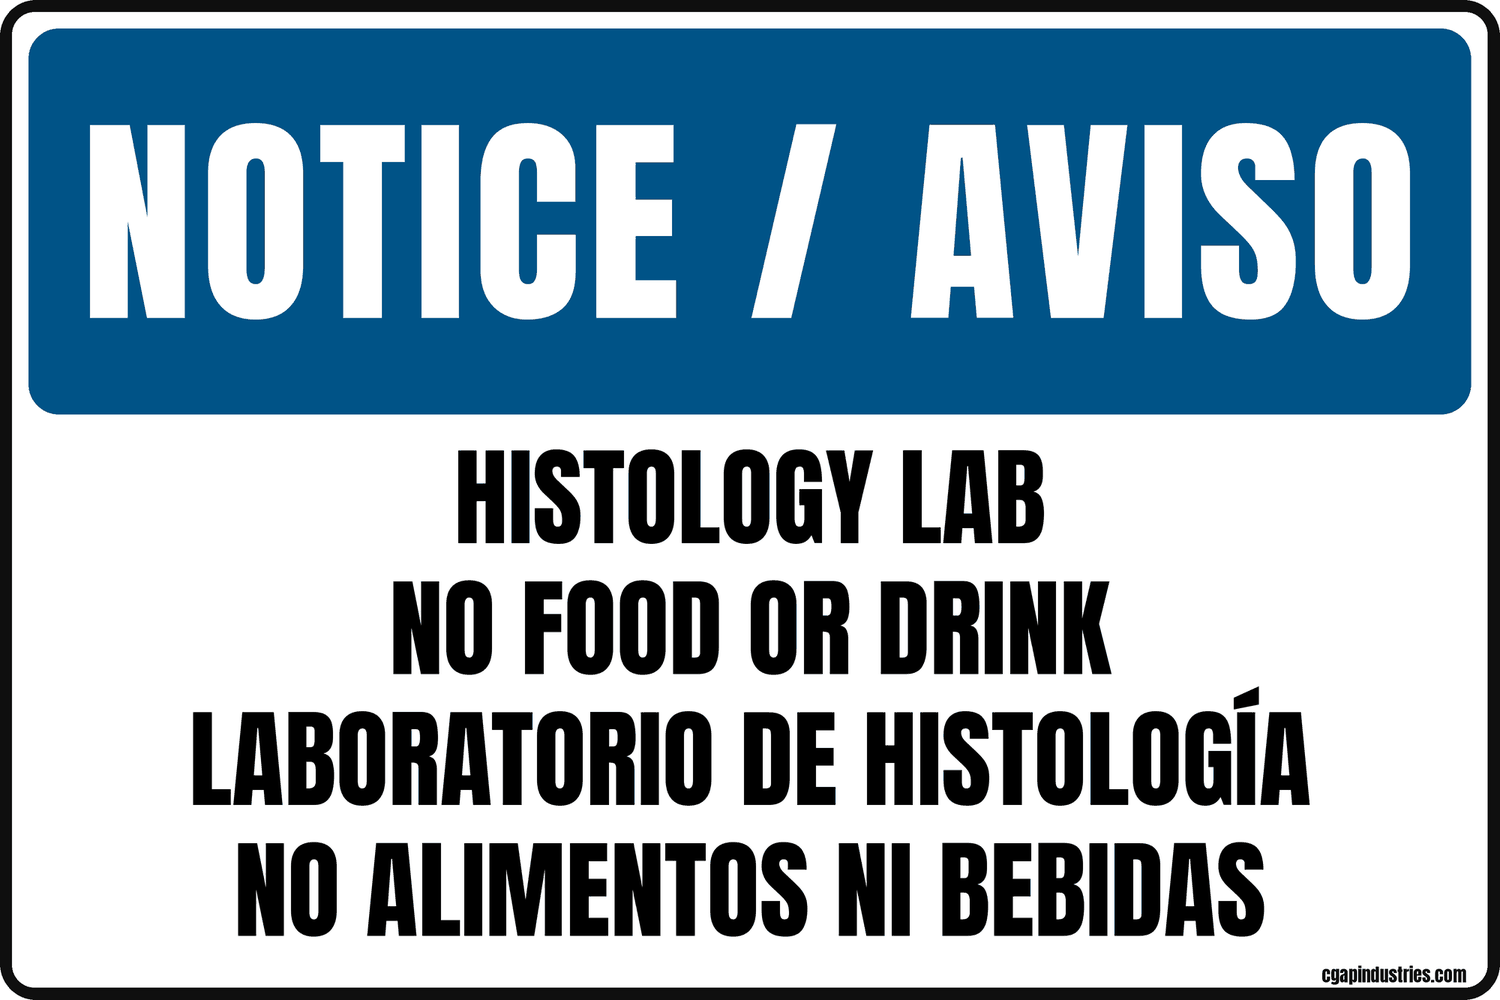 NOTICE / AVISO
HISTOLOGY LAB
NO FOOD OR DRINK
LABORATORIO DE HISTOLOGÍA
NO ALIMENTOS NI BEBIDAS
cgapindustries.com